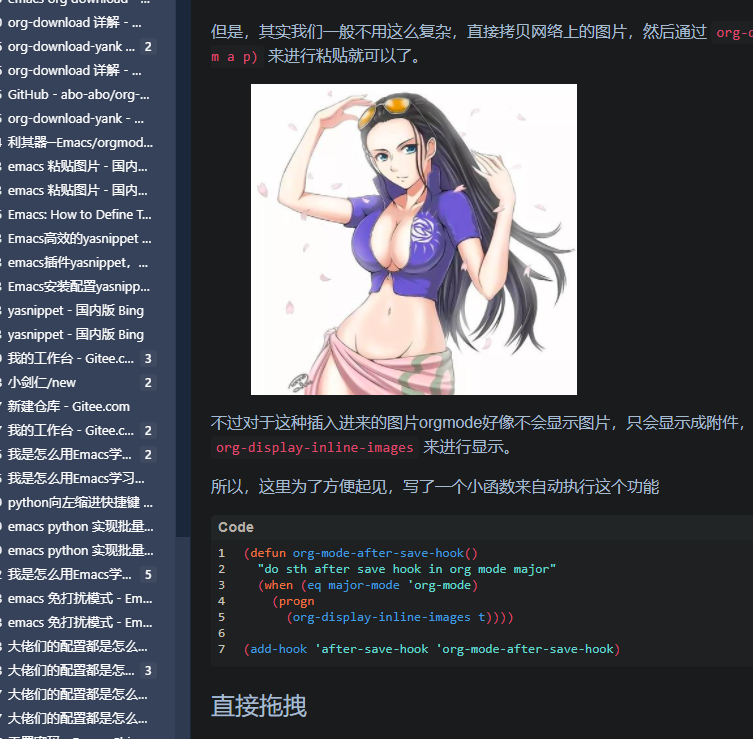 emacs org download - ...
org-download 详解 - ...
org-download-yank ... 2
org-download 详解 - ...
GitHub - abo-abo/org-...
org-download-yank - ...
利其器—Emacs/orgmod...
emacs 粘贴图片 - 国内...
emacs 粘贴图片 - 国内...
Emacs: How to Define T...
Emacs高效的yasnippet ...
emacs插件yasnippet，...
Emacs安装配置yasnipp...
yasnippet - 国内版 Bing
yasnippet - 国内版 Bing
我的工作台 - Gitee.c... 3
小剑仁/new 2
新建仓库 - Gitee.com
我的工作台 - Gitee.c... 2
我是怎么用Emacs学... 2
我是怎么用Emacs学习...
python向左缩进快捷键 ...
emacs python 实现批量...
emacs python 实现批量...
我是怎么用Emacs学... 5
emacs 免打扰模式 - Em...
emacs 免打扰模式 - Em...
大佬们的配置都是怎么...
大佬们的配置都是怎么... 3
大佬们的配置都是怎么...
大佬们的配置都是怎么...
但是，其实我们一般不用这么复杂，直接拷贝网络上的图片，然后通过 org-
m a p) 来进行粘贴就可以了。
不过对于这种插入进来的图片orgmode好像不会显示图片，只会显示成附件，
org-display-inline-images 来进行显示。
所以，这里为了方便起见，写了一个小函数来自动执行这个功能
Code
1 (defun org-mode-after-save-hook()
2 "do sth after save hook in org mode major"
3 (when (eq major-mode 'org-mode)
4 (progn
5 (org-display-inline-images t))))
6
7 (add-hook 'after-save-hook 'org-mode-after-save-hook)
直接拖拽